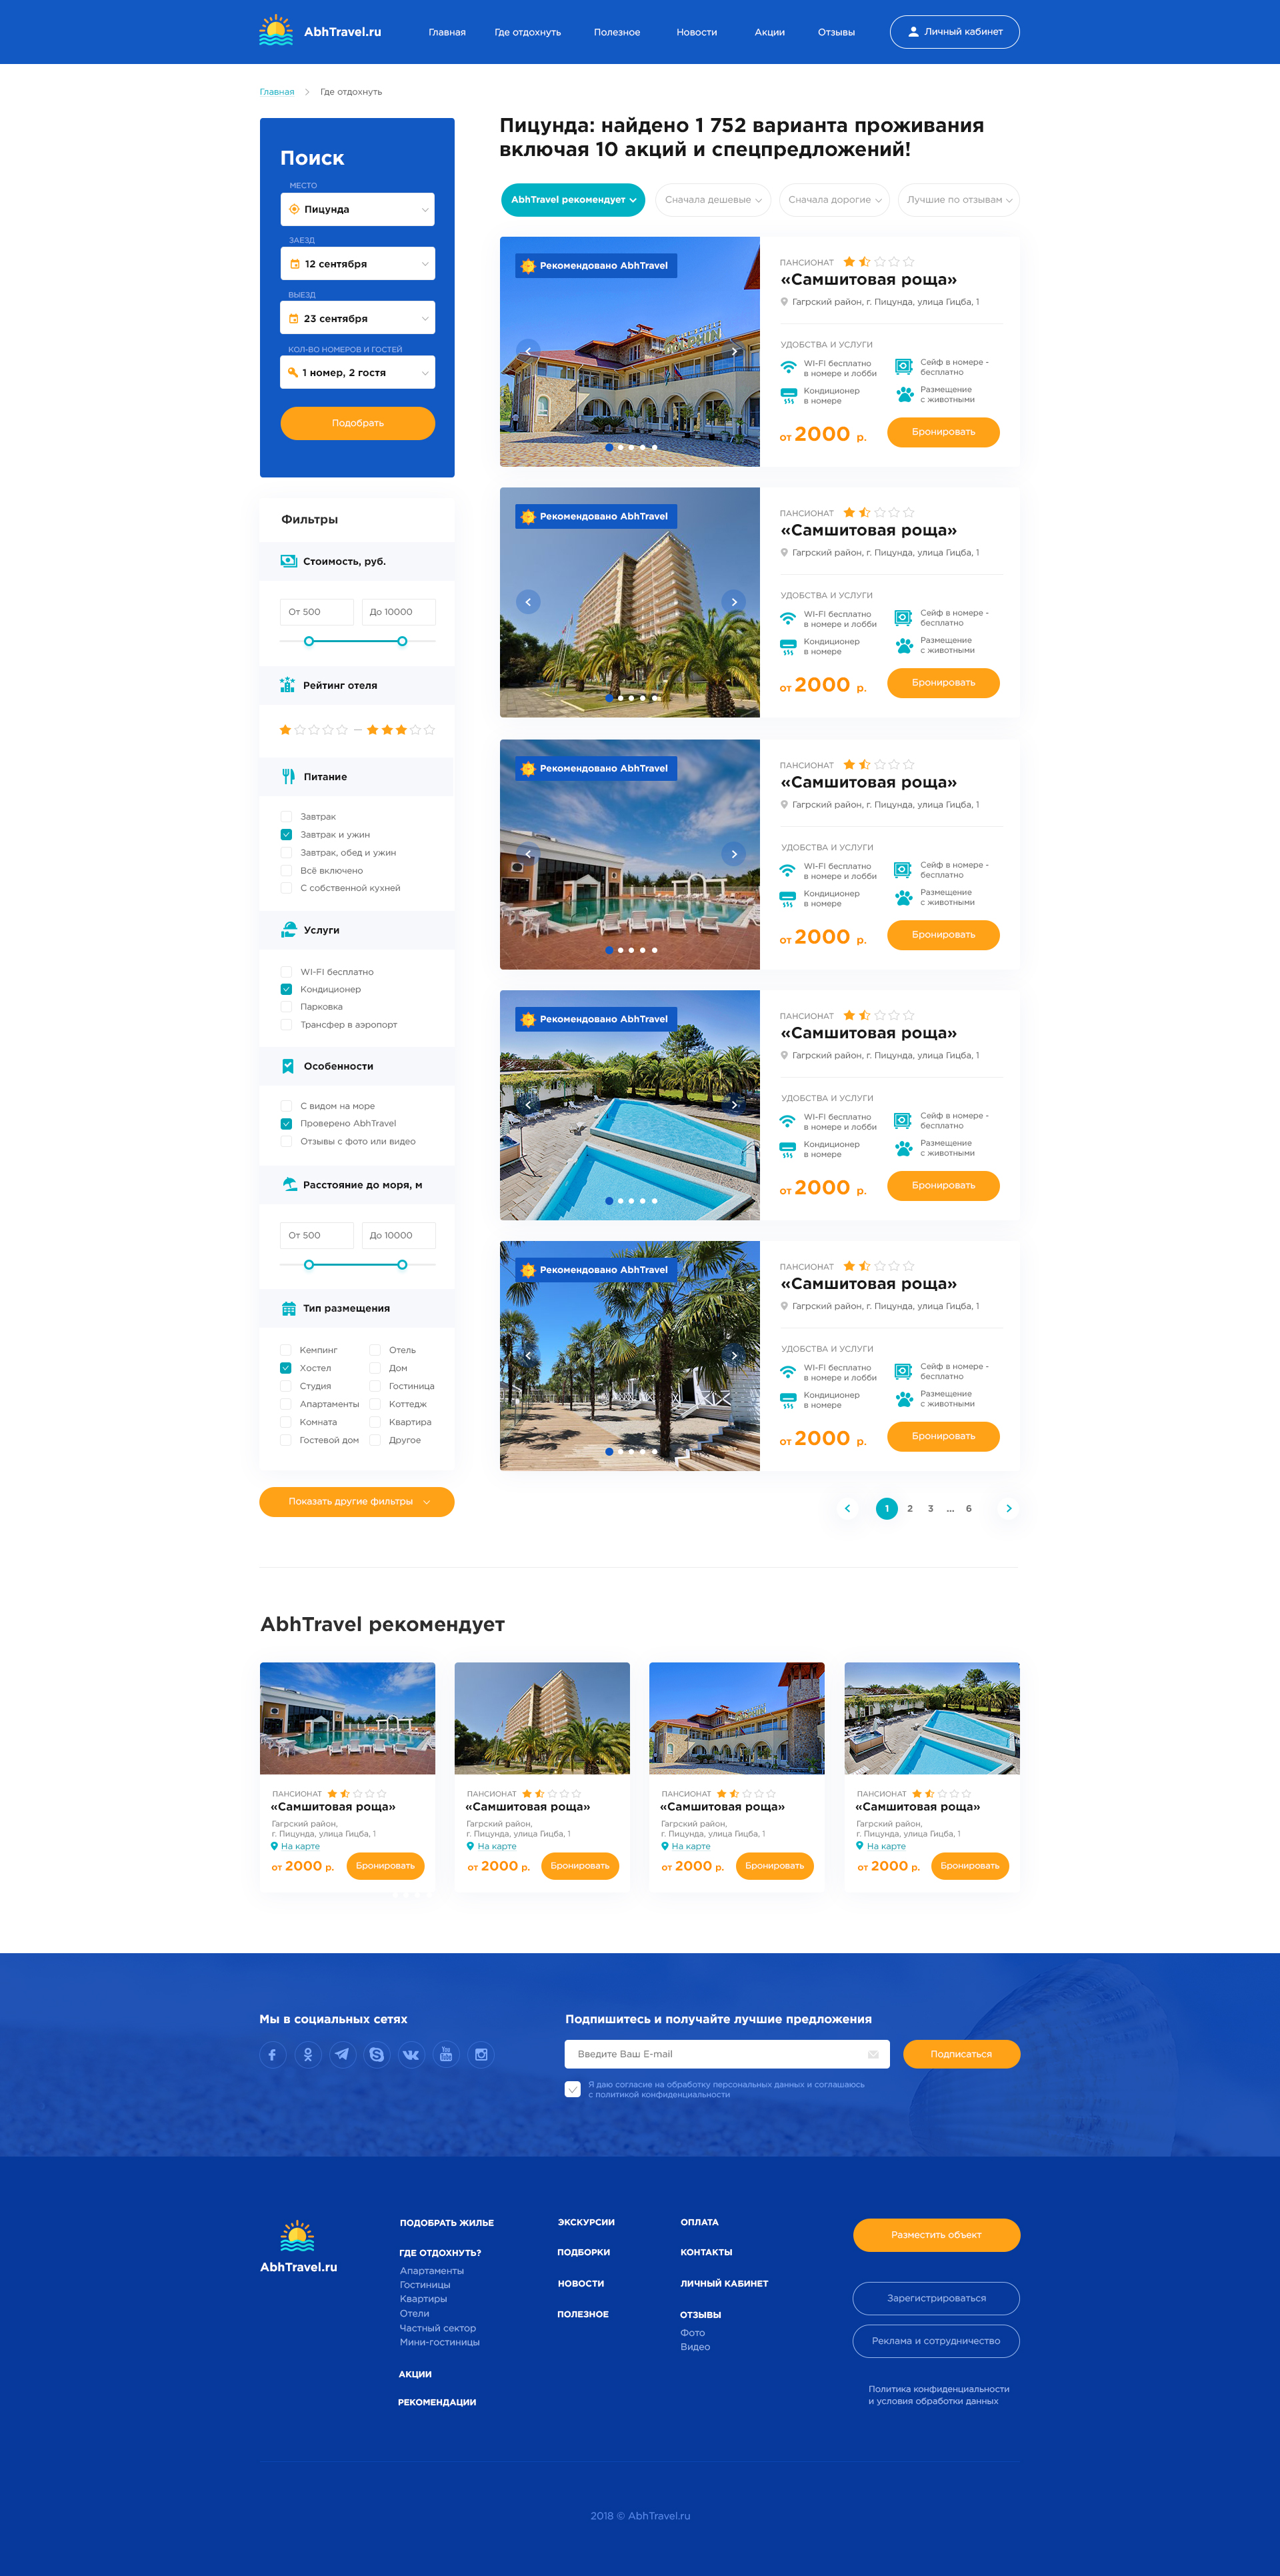 AbhTravel.ru
Главная
Где отдохнуть
Полезное
Новости
Акции
Отзывы
Личный кабинет
Главная
Где отдохнуть
Поиск
МЕСТО
Пицунда
ЗАЕЗД
12 сентября
ВЫЕЗД
23 сентября
КОЛ-ВО НОМЕРОВ И ГОСТЕЙ
1 номер, 2 гостя
Подобрать
Фильтры
Стоимость, руб.
От 500
До 10000
Рейтинг отеля
Питание
Завтрак
Завтрак и ужин
Завтрак, обед и ужин
Всё включено
С собственной кухней
Услуги
WI-FI бесплатно
Кондиционер
Парковка
Трансфер в аэропорт
Особенности
С видом на море
Проверено AbhTravel
Отзывы с фото или видео
Расстояние до моря, м
От 500
До 10000
Тип размещения
Кемпинг
Отель
Хостел
Дом
Студия
Гостиница
Апартаменты
Коттедж
Комната
Квартира
Гостевой дом
Другое
Показать другие фильтры
Пицунда: найдено 1 752 варианта проживания
включая 10 акций и спецпредложений!
AbhTravel рекомендует
Сначала дешевые
Сначала дорогие
Лучшие по отзывам
Рекомендовано AbhTravel
ПАНСИОНАТ
«Самшитовая роща»
Гагрский район, г. Пицунда, улица Гицба, 1
УДОБСТВА И УСЛУГИ
WI-FI бесплатно
в номере и лобби
Сейф в номере -
бесплатно
Кондиционер
в номере
Размещение
с животными
от 2000 р.
Бронировать
Рекомендовано AbhTravel
ПАНСИОНАТ
«Самшитовая роща»
Гагрский район, г. Пицунда, улица Гицба, 1
УДОБСТВА И УСЛУГИ
WI-FI бесплатно
в номере и лобби
Сейф в номере -
бесплатно
Кондиционер
в номере
Размещение
с животными
от 2000 р.
Бронировать
Рекомендовано AbhTravel
ПАНСИОНАТ
«Самшитовая роща»
Гагрский район, г. Пицунда, улица Гицба, 1
УДОБСТВА И УСЛУГИ
WI-FI бесплатно
в номере и лобби
Сейф в номере -
бесплатно
Кондиционер
в номере
Размещение
с животными
от 2000 р.
Бронировать
Рекомендовано AbhTravel
ПАНСИОНАТ
«Самшитовая роща»
Гагрский район, г. Пицунда, улица Гицба, 1
УДОБСТВА И УСЛУГИ
WI-FI бесплатно
в номере и лобби
Сейф в номере -
бесплатно
Кондиционер
в номере
Размещение
с животными
от 2000 р.
Бронировать
Рекомендовано AbhTravel
ПАНСИОНАТ
«Самшитовая роща»
Гагрский район, г. Пицунда, улица Гицба, 1
УДОБСТВА И УСЛУГИ
WI-FI бесплатно
в номере и лобби
Сейф в номере -
бесплатно
Кондиционер
в номере
Размещение
с животными
от 2000 р.
Бронировать
1 2 3 ... 6
AbhTravel рекомендует
ПАНСИОНАТ
«Самшитовая роща»
Гагрский район,
г. Пицунда, улица Гицба, 1
На карте
от 2000 р.
Бронировать
ПАНСИОНАТ
«Самшитовая роща»
Гагрский район,
г. Пицунда, улица Гицба, 1
На карте
от 2000 р.
Бронировать
ПАНСИОНАТ
«Самшитовая роща»
Гагрский район,
г. Пицунда, улица Гицба, 1
На карте
от 2000 р.
Бронировать
ПАНСИОНАТ
«Самшитовая роща»
Гагрский район,
г. Пицунда, улица Гицба, 1
На карте
от 2000 р.
Бронировать
Мы в социальных сетях
Подпишитесь и получайте лучшие предложения
Введите Ваш E-mail
Подписаться
Я даю согласие на обработку персональных данных и соглашаюсь
с политикой конфиденциальности
AbhTravel.ru
ПОДОБРАТЬ ЖИЛЬЕ
ГДЕ ОТДОХНУТЬ?
Апартаменты
Гостиницы
Квартиры
Отели
Частный сектор
Мини-гостиницы
АКЦИИ
РЕКОМЕНДАЦИИ
ЭКСКУРСИИ
ПОДБОРКИ
НОВОСТИ
ПОЛЕЗНОЕ
ОПЛАТА
КОНТАКТЫ
ЛИЧНЫЙ КАБИНЕТ
ОТЗЫВЫ
Фото
Видео
Разместить объект
Зарегистрироваться
Реклама и сотрудничество
Политика конфиденциальности
и условия обработки данных
2018 © AbhTravel.ru